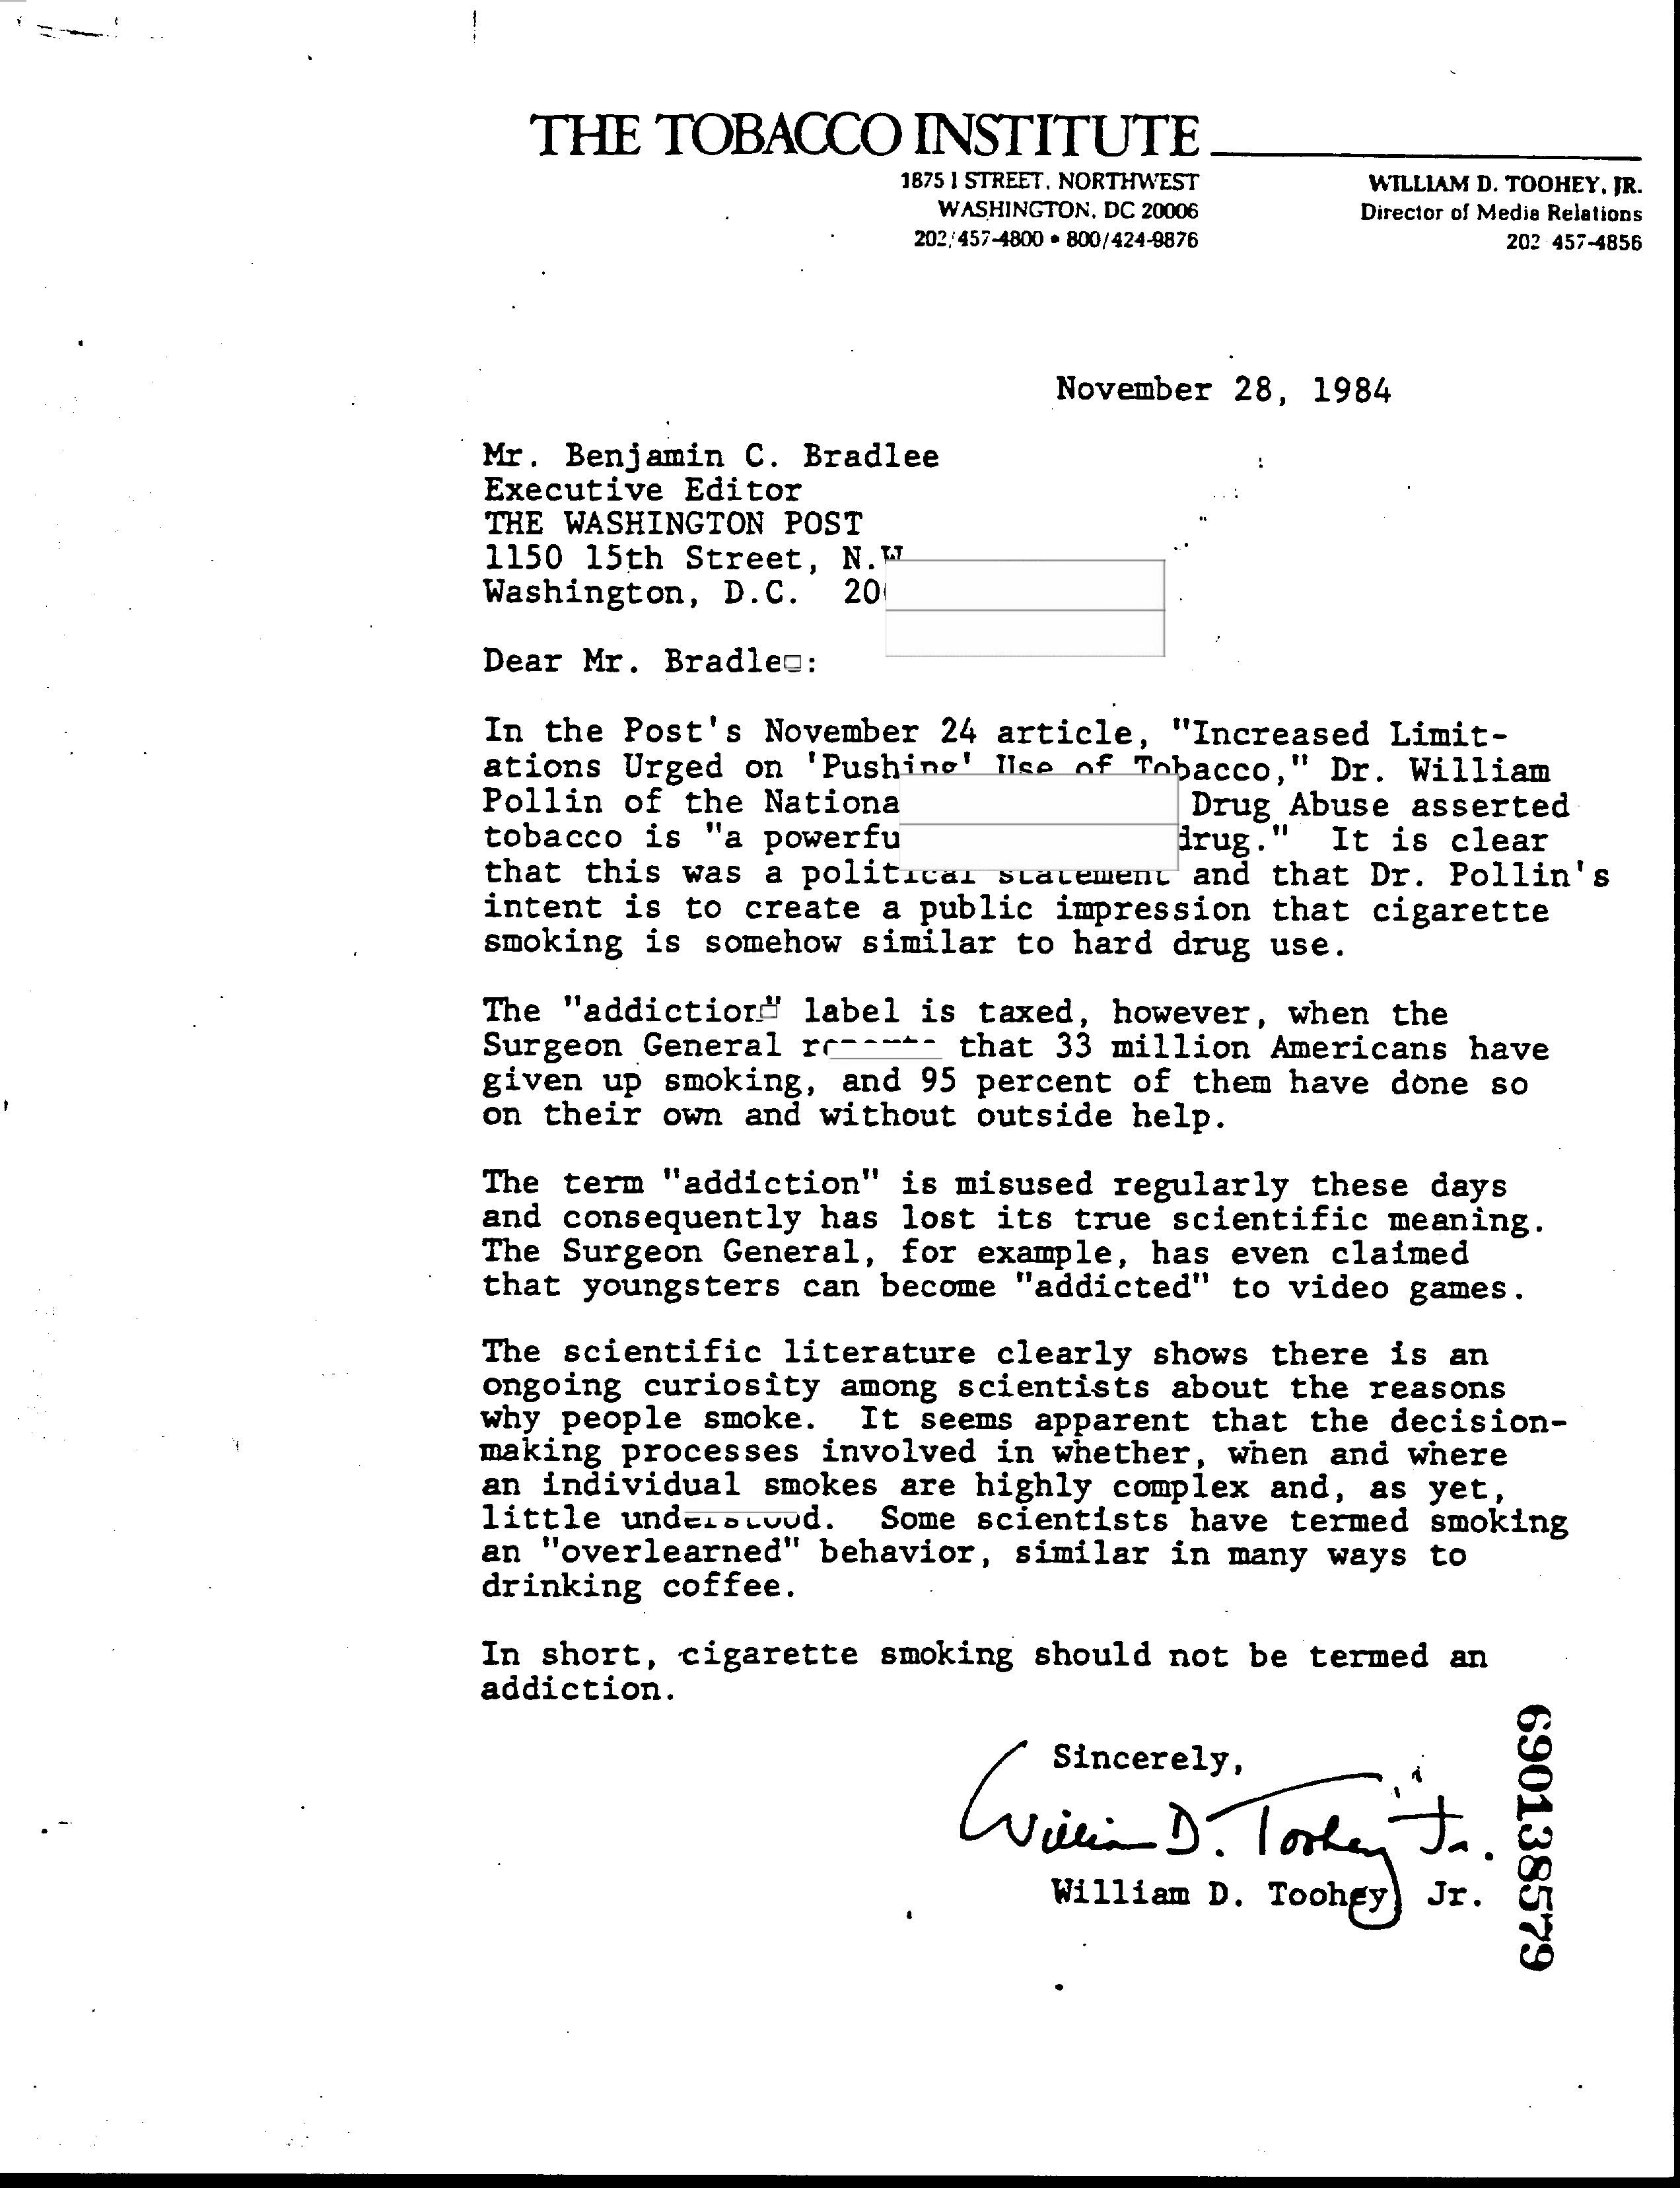 THE TOBACCO INSTITUTE
1875 I STREET, NORTHWEST
WASHINGTON, DC 20006
202/457-4800 • 800/424-9876
WILLIAM D. TOOHEY, JR.
Director of Media Relations
202 457-4856
November 28, 1984
Mr. Benjamin C. Bradlee
Executive Editor
THE WASHINGTON POST
1150 15th Street, N.W
Washington, D.C. 20
Dear Mr. Bradlee:
In the Post's November 24 article, "Increased Limit-
ations Urged on 'Pushing' Use of Tobacco," Dr. William
Pollin of the Nationa Drug Abuse asserted
tobacco is "a powerfu drug." It is clear
that this was a political statement and that Dr. Pollin's
intent is to create a public impression that cigarette
smoking is somehow similar to hard drug use.
The "addiction" label is taxed, however, when the
Surgeon General that 33 million Americans have
given up smoking, and 95 percent of them have done so
on their own and without outside help.
The term "addiction" is misused regularly these days
and consequently has lost its true scientific meaning.
The Surgeon General, for example, has even claimed
that youngsters can become "addicted" to video games.
The scientific literature clearly shows there is an
ongoing curiosity among scientists about the reasons
why people smoke. It seems apparent that the decision-
making processes involved in whether, when and where
an individual smokes are highly complex and, as yet,
little understood. Some scientists have termed smoking
an "overlearned" behavior, similar in many ways to
drinking coffee.
In short, cigarette smoking should not be termed an
addiction.
Sincerely,
William D. Toohey Jr.
William D. Toohey Jr.
690138579